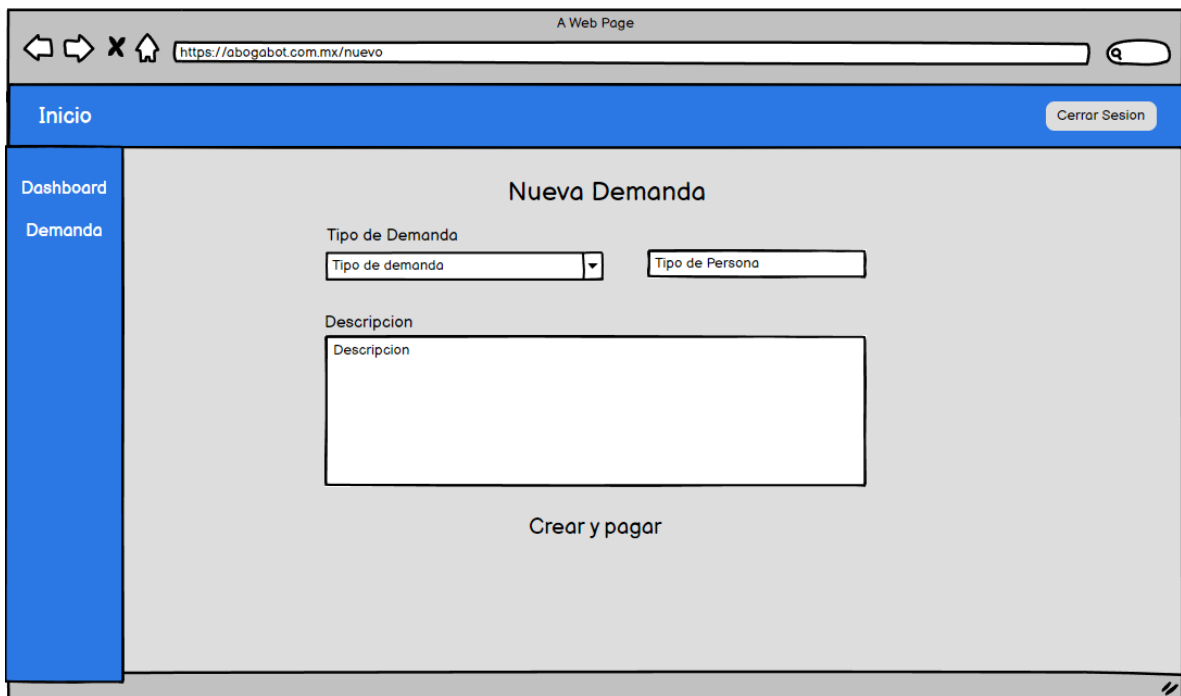 A Web Page
https://abogabot.com.mx/nuevo
Inicio
Cerrar Sesion
Dashboard
Demanda
Nueva Demanda
Tipo de Demanda
Tipo de demanda
Tipo de Persona
Descripcion
Descripcion
Crear y pagar